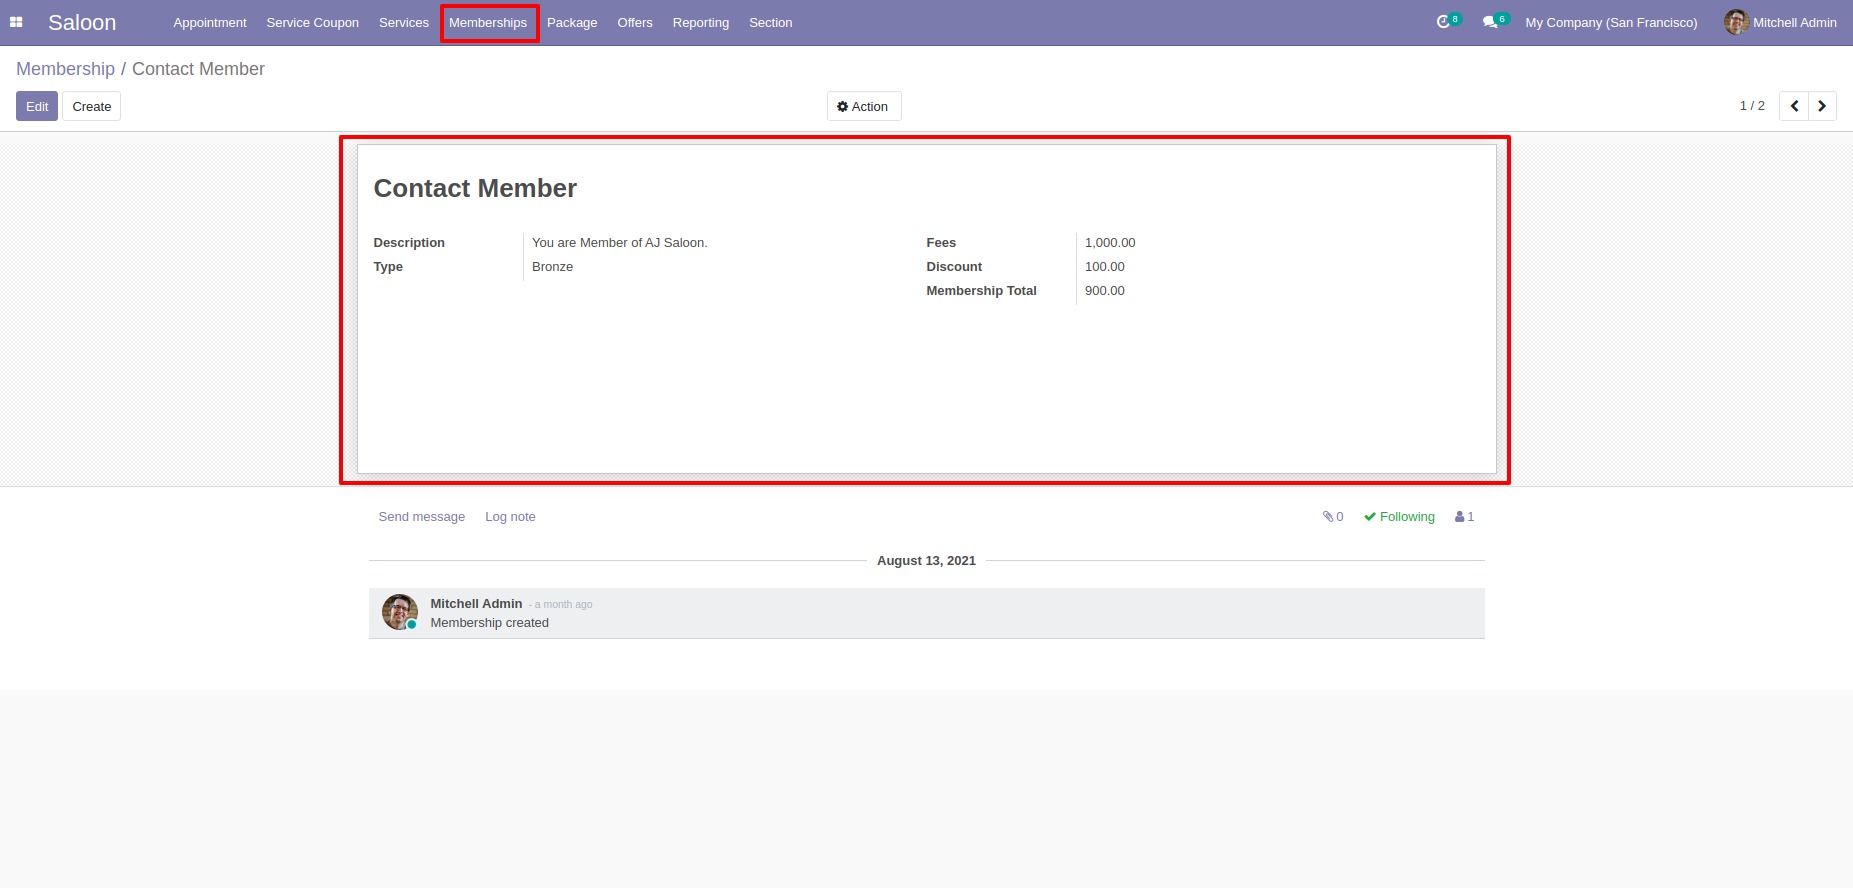 Saloon Appointment Service Coupon Services Memberships Package Offers Reporting Section 8 6 My Company (San Francisco) Mitchell Admin
Membership / Contact Member
Edit Create Action 1 / 2
Contact Member
Description You are Member of AJ Saloon. Fees 1,000.00
Type Bronze Discount 100.00
Membership Total 900.00
Send message Log note 0 Following 1
August 13, 2021
Mitchell Admin - a month ago
Membership created